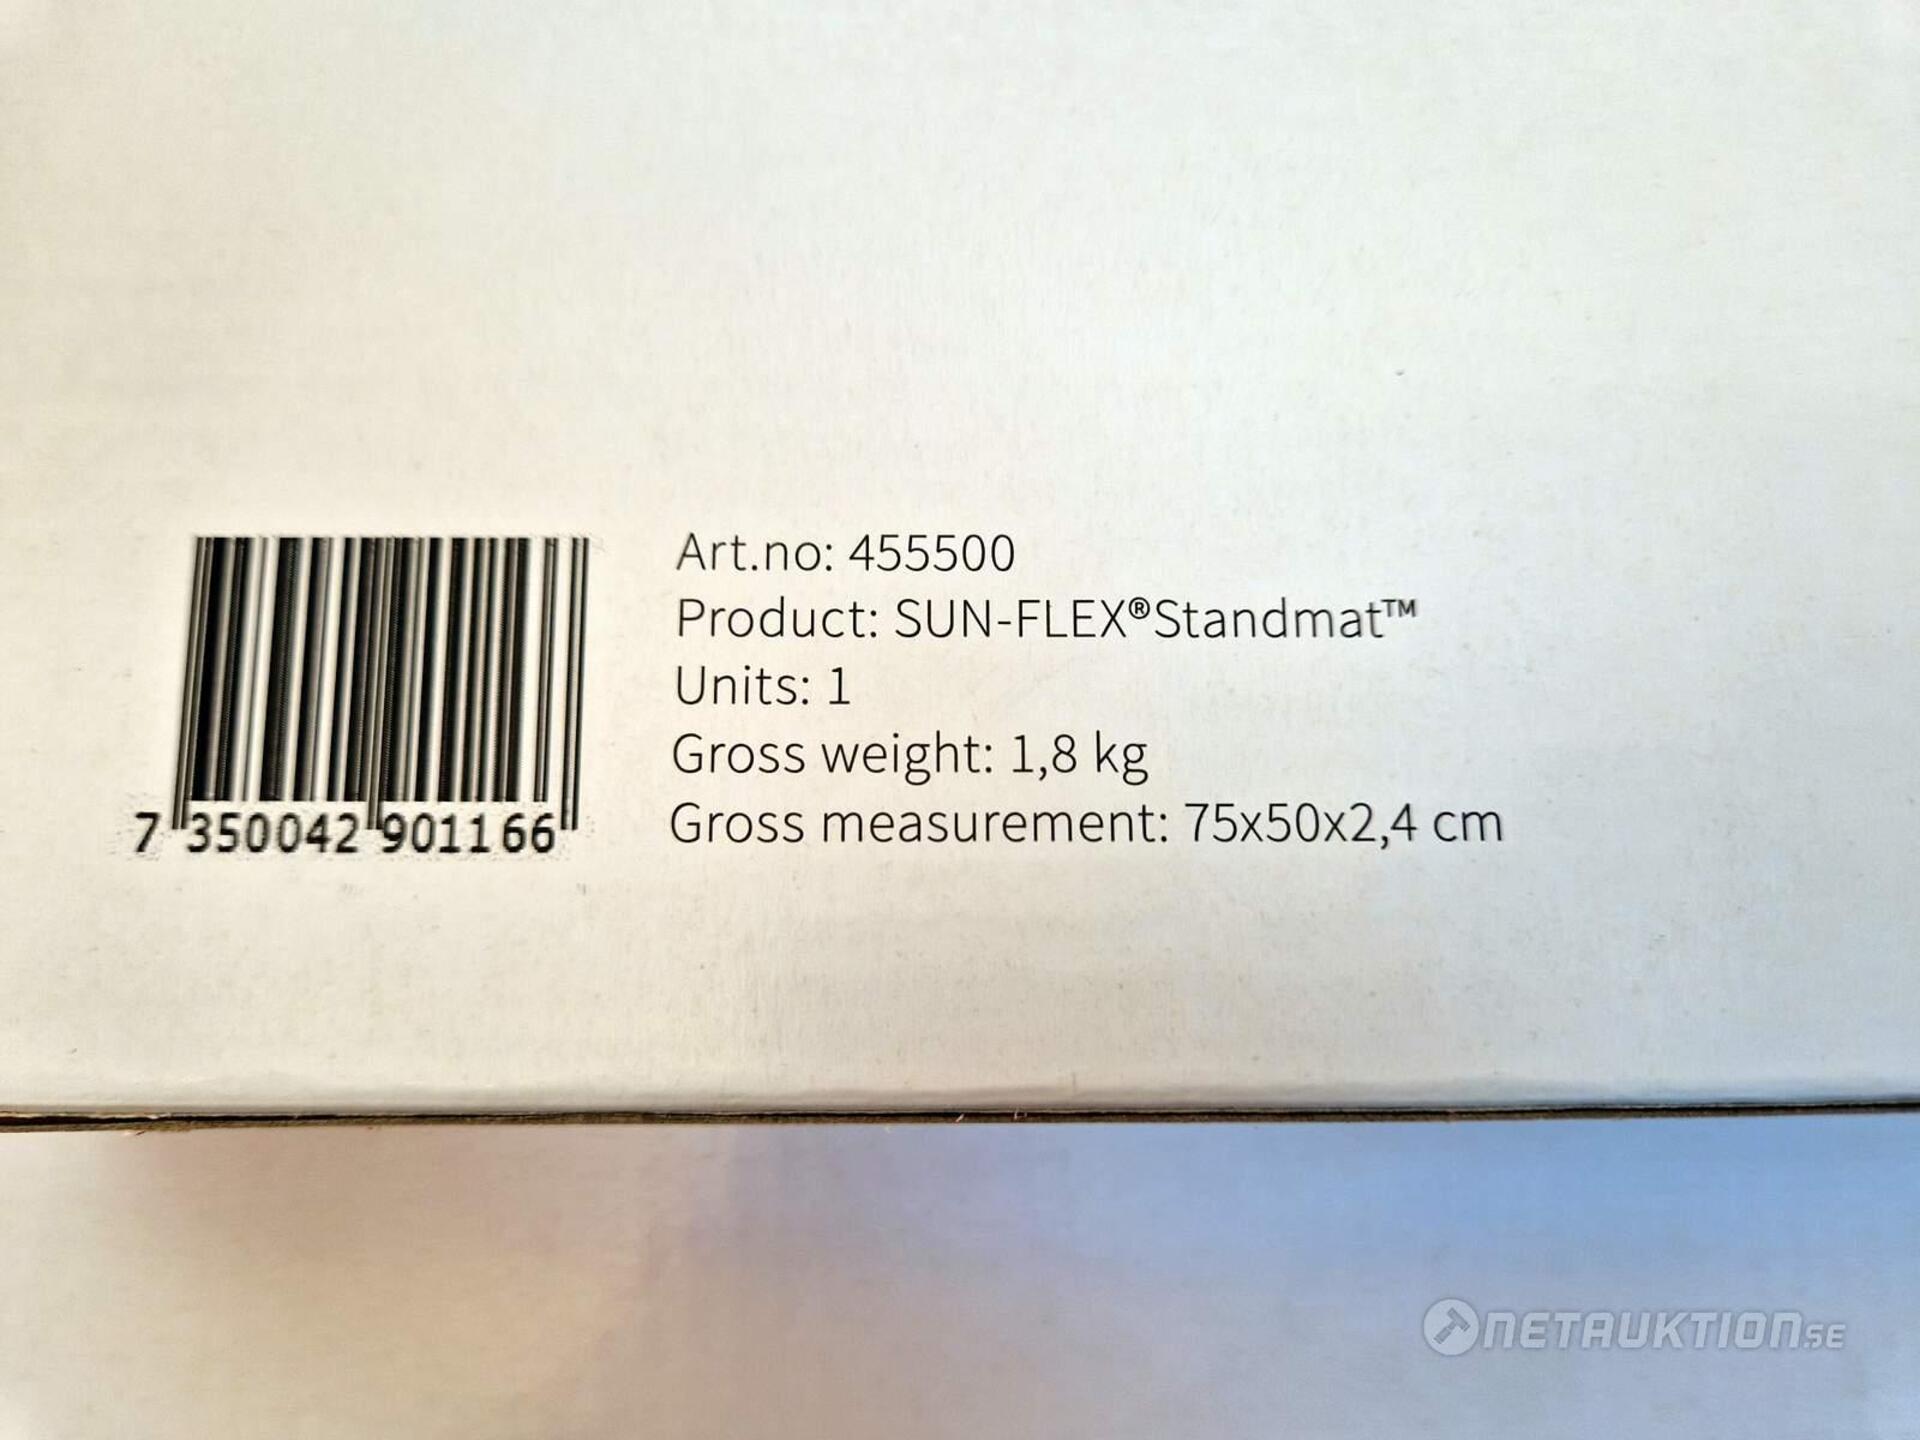 Art.no: 455500
Product: SUN-FLEX®Standmat™
Units: 1
Gross weight: 1,8 kg
Gross measurement: 75x50x2,4 cm
7 350042 901166
NETAUKTION.SE